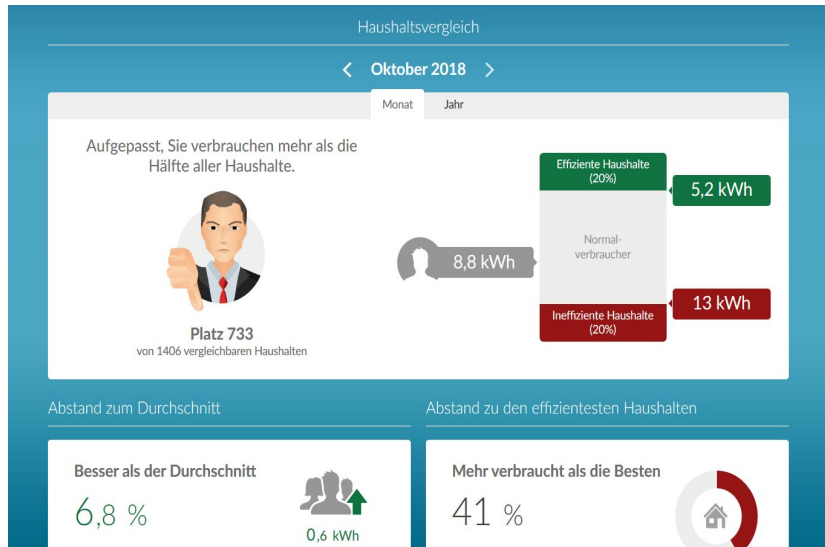 Haushaltsvergleich
Oktober 2018
Monat Jahr
Aufgepasst, Sie verbrauchen mehr als die
Hälfte aller Haushalte.
Platz 733
von 1406 vergleichbaren Haushalten
8,8 kWh
Effiziente Haushalte
(20%)
5,2 kWh
Normal-
verbraucher
Ineffiziente Haushalte
(20%)
13 kWh
Abstand zum Durchschnitt
Besser als der Durchschnitt
6,8 %
0,6 kWh
Abstand zu den effizientesten Haushalten
Mehr verbraucht als die Besten
41 %